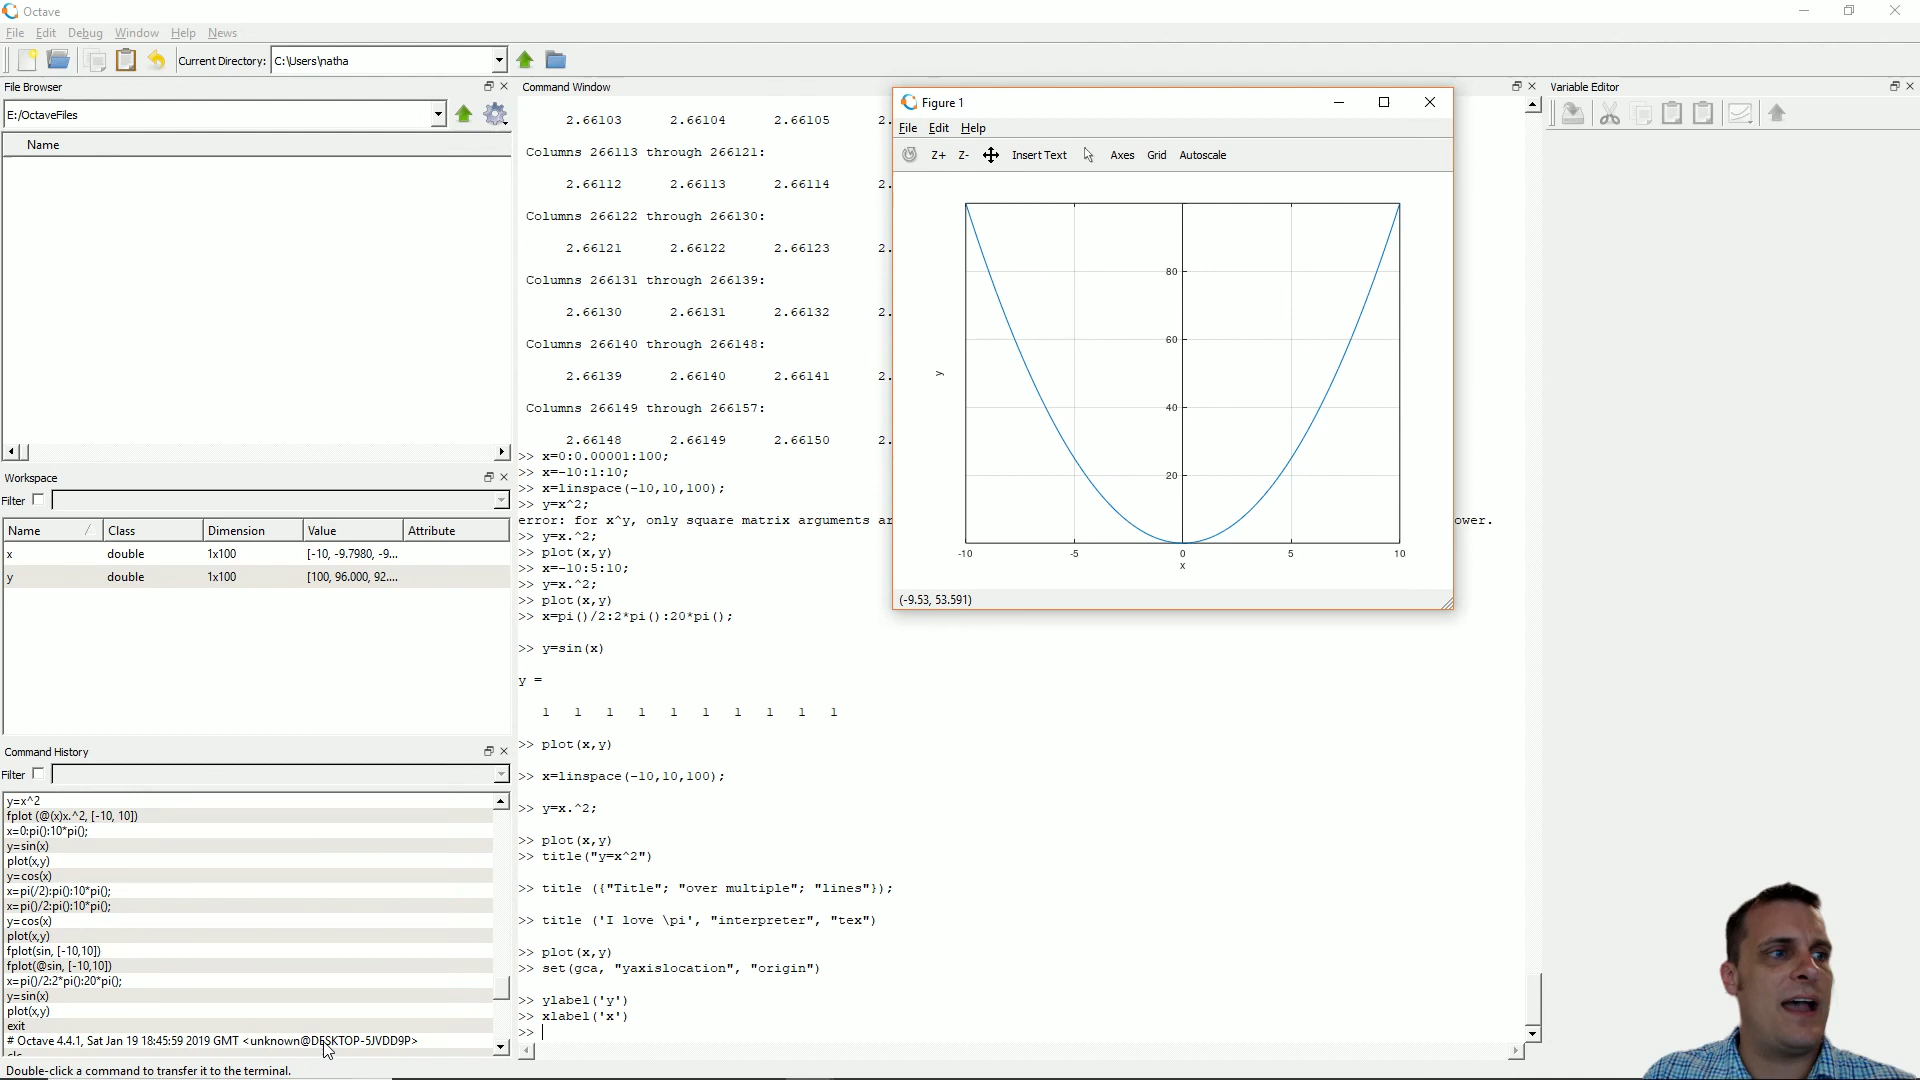 Octave
File Edit Debug Window Help News
Current Directory: C:\Users\natha
File Browser
E:/OctaveFiles
Name
Workspace
Filter
Name Class Dimension Value Attribute
x double 1x100 [-10, -9.7980, -9...
y double 1x100 [100, 96.000, 92....
Command History
Filter
y=x^2
fplot (@(x)x.^2, [-10, 10])
x=0:pi():10*pi();
y=sin(x)
plot(x,y)
y=cos(x)
x=pi(/2):pi():10*pi();
x=pi()/2:pi():10*pi();
y=cos(x)
plot(x,y)
fplot(sin, [-10,10])
fplot(@sin, [-10,10])
x=pi()/2:2*pi():20*pi();
y=sin(x)
plot(x,y)
exit
# Octave 4.4.1, Sat Jan 19 18:45:59 2019 GMT <unknown@DESKTOP-5JVDD9P>
clc
Double-click a command to transfer it to the terminal.
Command Window
2.66103 2.66104 2.66105 2.
Columns 266113 through 266121:
2.66112 2.66113 2.66114 2.
Columns 266122 through 266130:
2.66121 2.66122 2.66123 2.
Columns 266131 through 266139:
2.66130 2.66131 2.66132 2.
Columns 266140 through 266148:
2.66139 2.66140 2.66141 2.
Columns 266149 through 266157:
2.66148 2.66149 2.66150 2.
>> x=0:0.00001:100;
>> x=-10:1:10;
>> x=linspace(-10,10,100);
>> y=x^2;
error: for x^y, only square matrix arguments ar ower.
>> y=x.^2;
>> plot(x,y)
>> x=-10:5:10;
>> y=x.^2;
>> plot(x,y)
>> x=pi()/2:2*pi():20*pi();
>> y=sin(x)
y =
1 1 1 1 1 1 1 1 1 1
>> plot(x,y)
>> x=linspace(-10,10,100);
>> y=x.^2;
>> plot(x,y)
>> title("y=x^2")
>> title ({"Title"; "over multiple"; "lines"});
>> title ('I love \pi', "interpreter", "tex")
>> plot(x,y)
>> set(gca, "yaxislocation", "origin")
>> ylabel('y')
>> xlabel('x')
>>
Figure 1
File Edit Help
Z+ Z- Insert Text Axes Grid Autoscale
80
60
y
40
20
-10 -5 0 5 10
x
(-9.53, 53.591)
Variable Editor